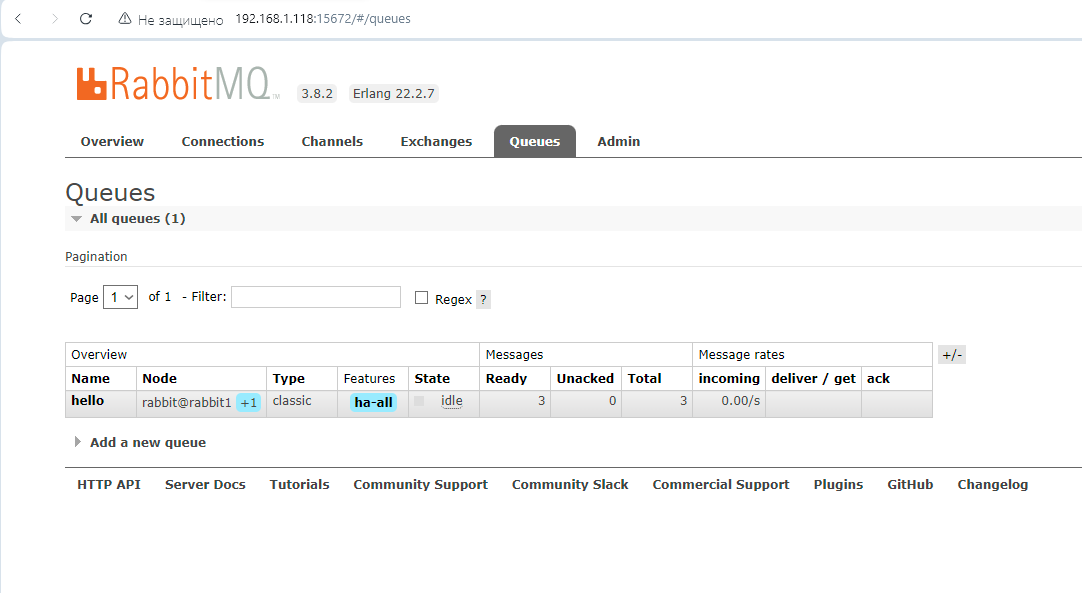 Не защищено 192.168.1.118:15672/#/queues
RabbitMQ TM 3.8.2 Erlang 22.2.7
Overview Connections Channels Exchanges Queues Admin
Queues
All queues (1)
Pagination
Page 1 of 1 - Filter: Regex ?
Overview Messages Message rates +/-
Name Node Type Features State Ready Unacked Total incoming deliver / get ack
hello rabbit@rabbit1 +1 classic ha-all idle 3 0 3 0.00/s
Add a new queue
HTTP API Server Docs Tutorials Community Support Community Slack Commercial Support Plugins GitHub Changelog